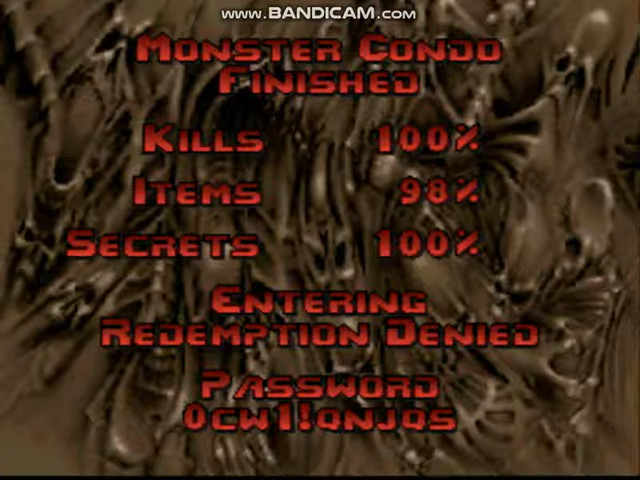 www.BANDICAM.com
Monster Condo
Finished
Kills 100%
Items 98%
Secrets 100%
Entering
Redemption Denied
Password
0cw1!qnjqs